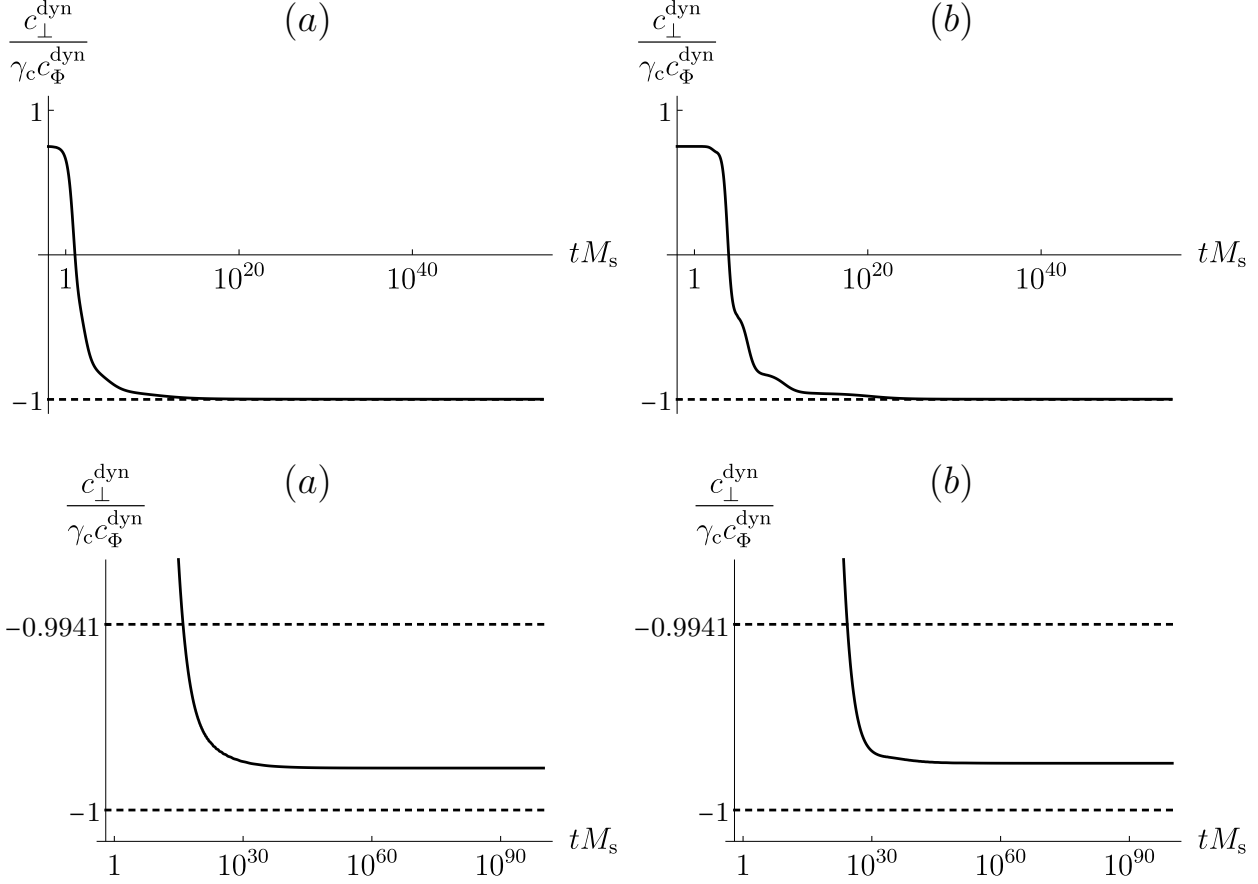 (a)
c_⊥^dyn
γ_c c_Φ^dyn
1
tM_s
1 10^20 10^40
−1
(b)
c_⊥^dyn
γ_c c_Φ^dyn
1
tM_s
1 10^20 10^40
−1
(a)
c_⊥^dyn
γ_c c_Φ^dyn
−0.9941
−1
tM_s
1 10^30 10^60 10^90
(b)
c_⊥^dyn
γ_c c_Φ^dyn
−0.9941
−1
tM_s
1 10^30 10^60 10^90